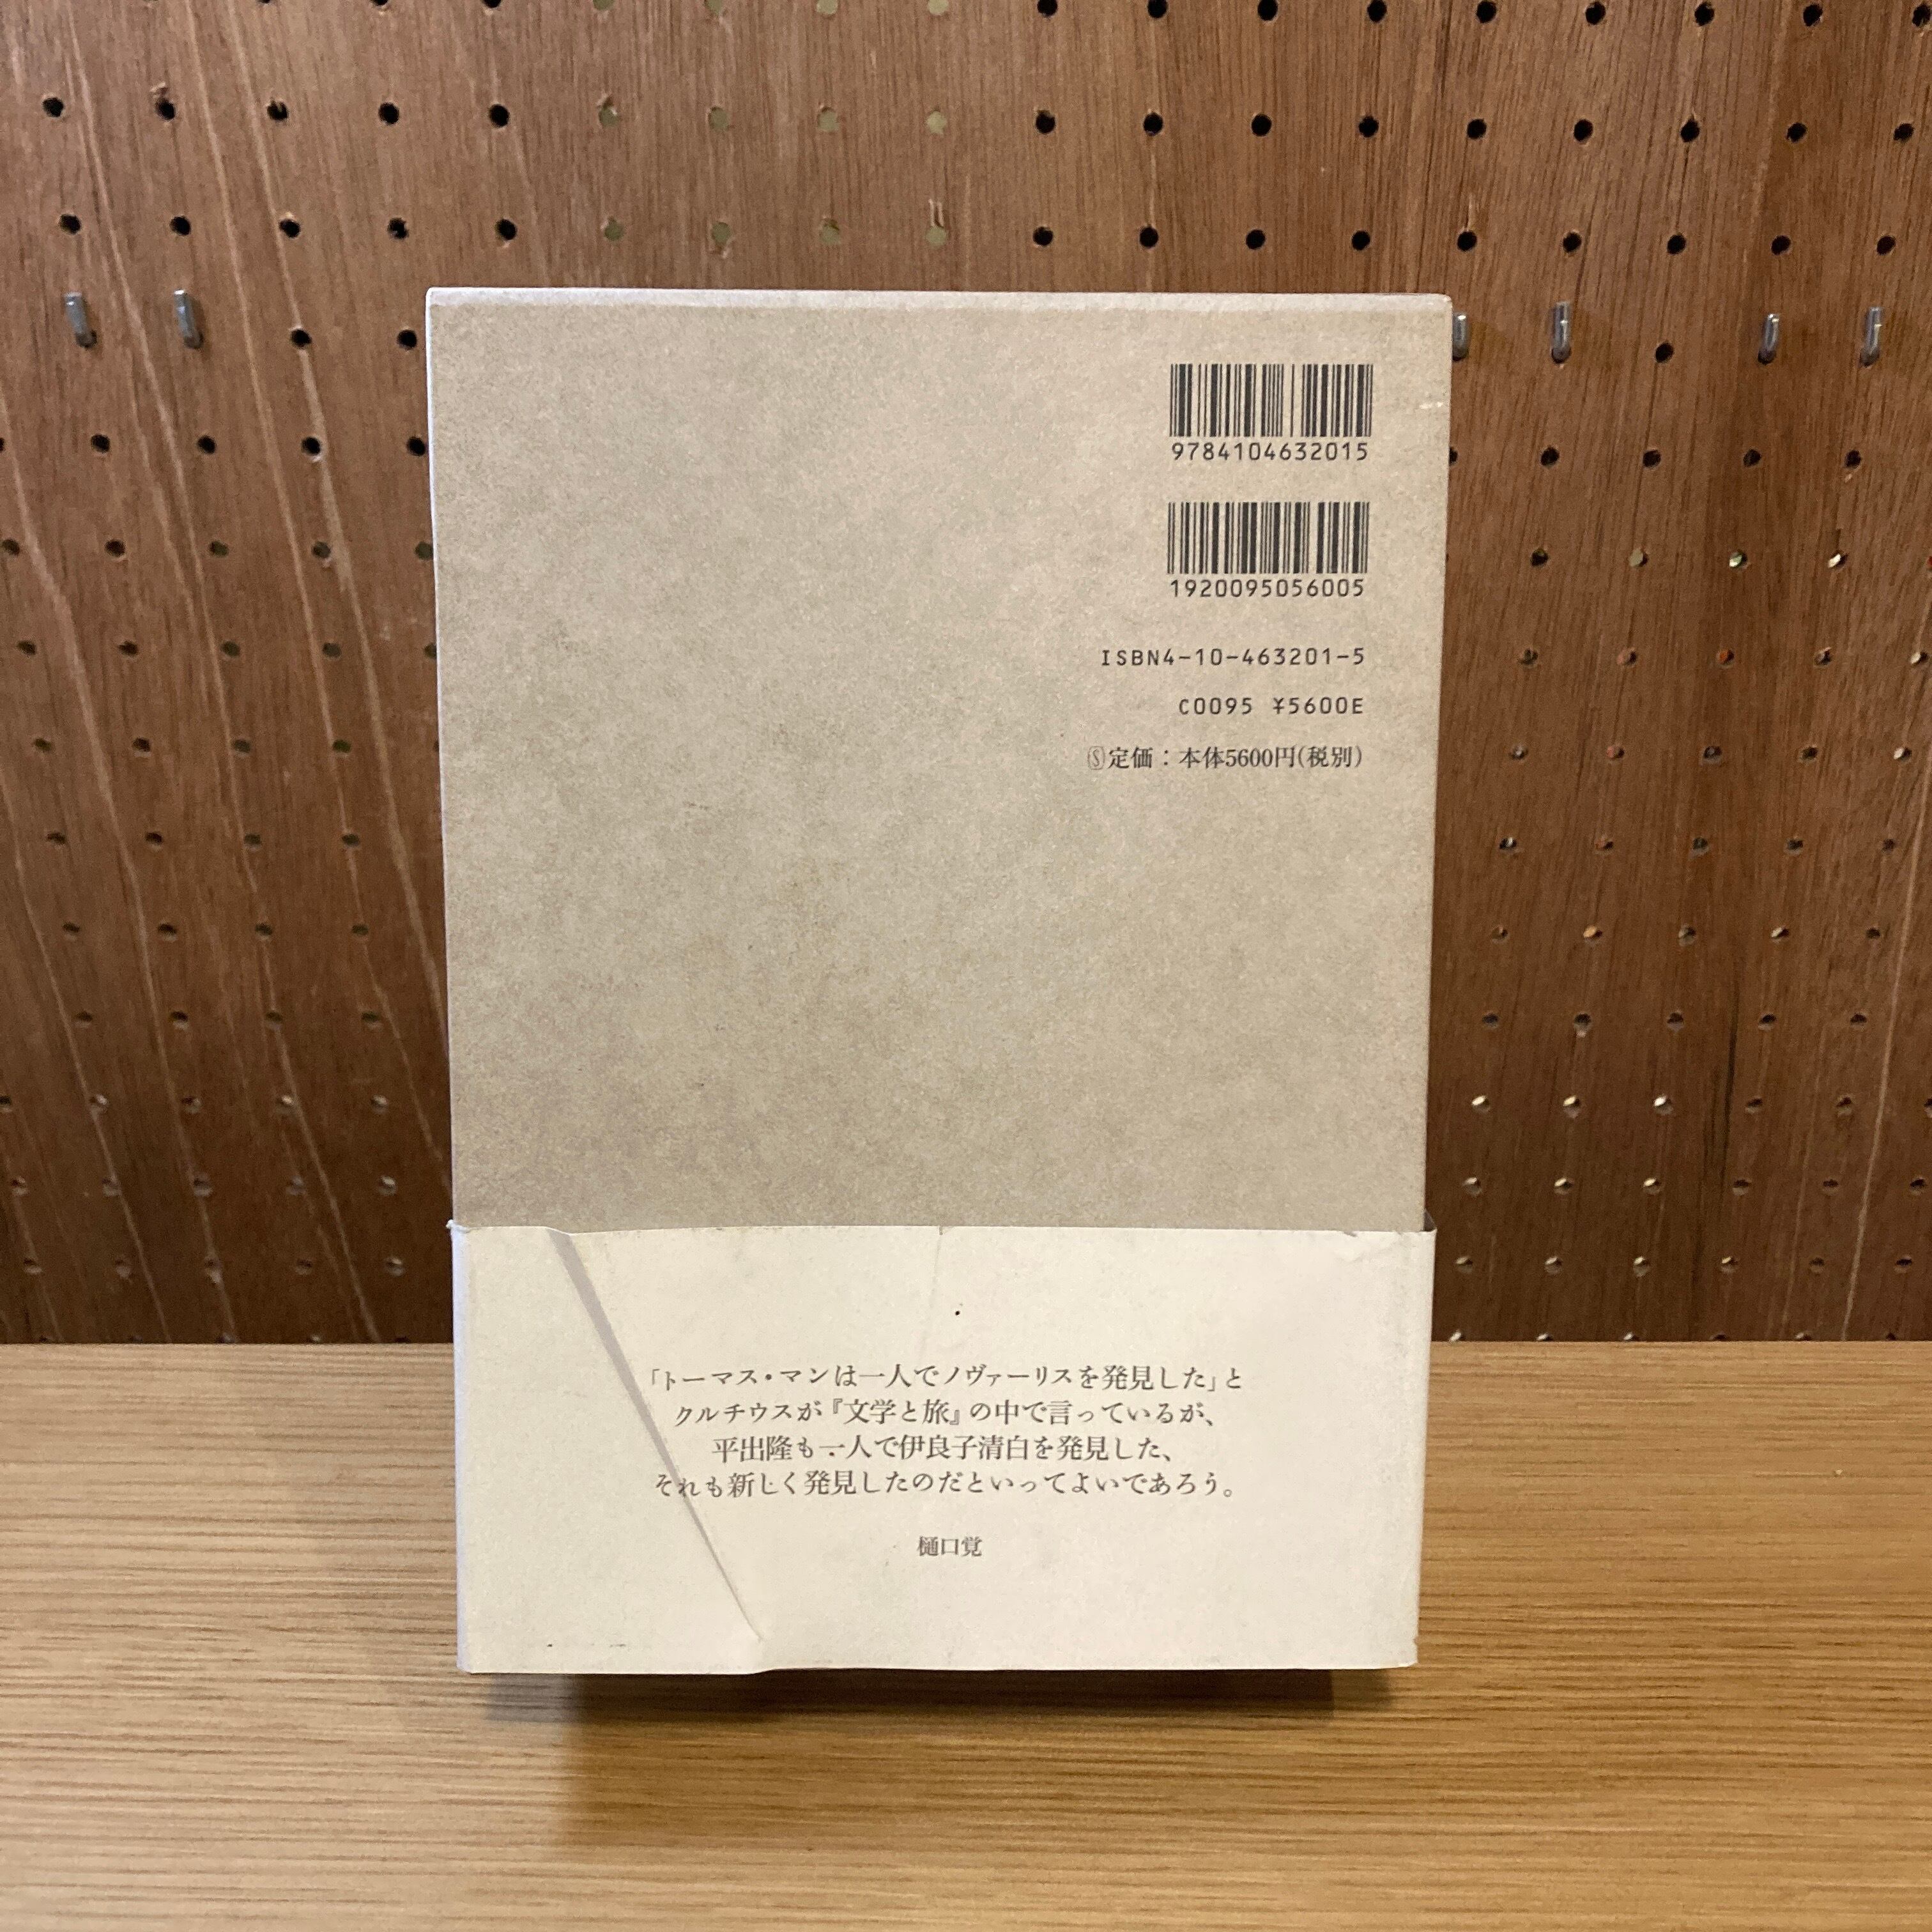 9784104632015
1920095056005
ISBN4-10-463201-5
C0095 ¥5600E
Ⓢ定価：本体5600円(税別)
「トーマス・マンは一人でノヴァーリスを発見した」と
クルチウスが『文学と旅』の中で言っているが、
平出隆も一人で伊良子清白を発見した、
それも新しく発見したのだといってよいであろう。
樋口覚